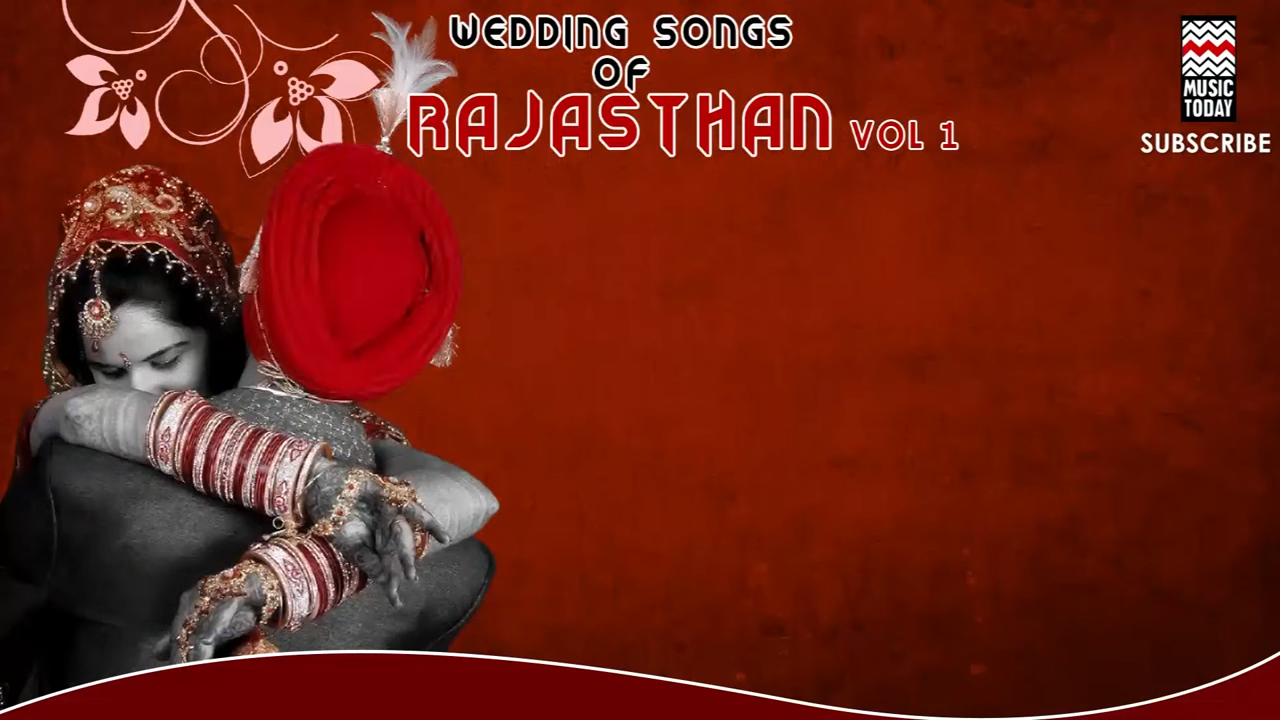 WEDDING SONGS
OF
RAJASTHAN VOL 1
MUSIC
TODAY
SUBSCRIBE